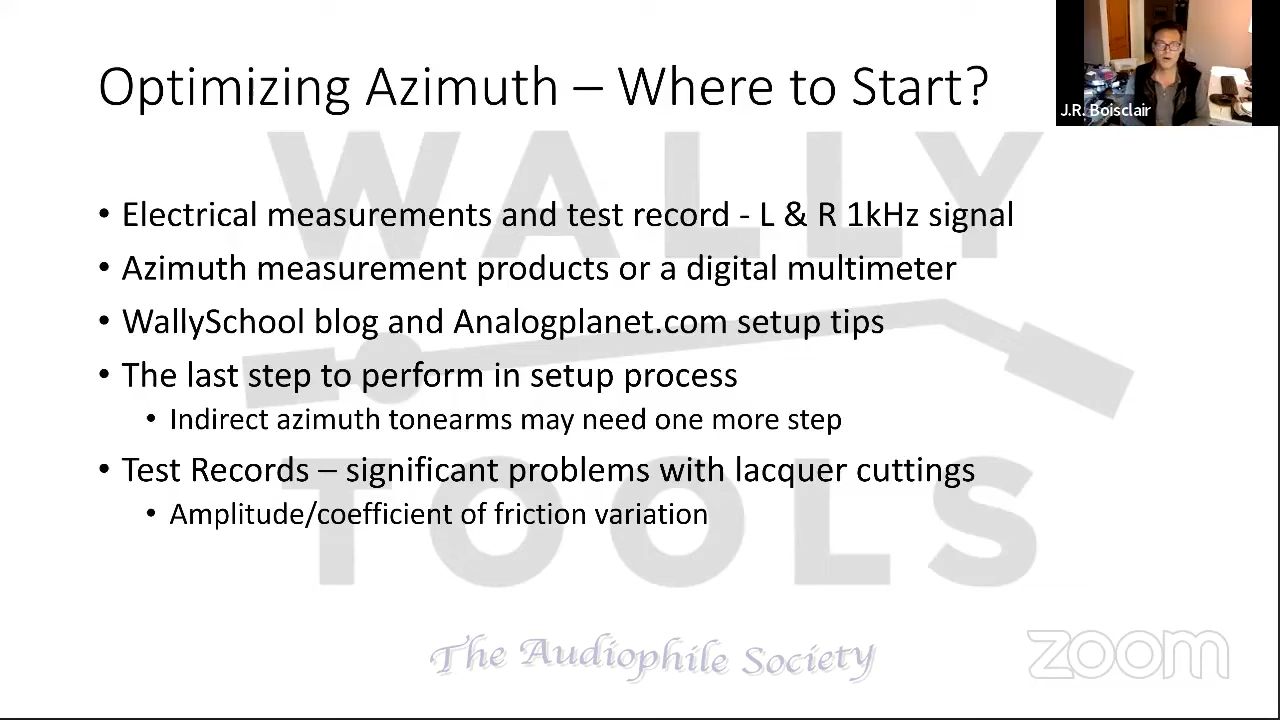 Optimizing Azimuth – Where to Start?
J.R. Boisclair
WALLY
TOOLS
• Electrical measurements and test record - L & R 1kHz signal
• Azimuth measurement products or a digital multimeter
• WallySchool blog and Analogplanet.com setup tips
• The last step to perform in setup process
• Indirect azimuth tonearms may need one more step
• Test Records – significant problems with lacquer cuttings
• Amplitude/coefficient of friction variation
The Audiophile Society
zoom